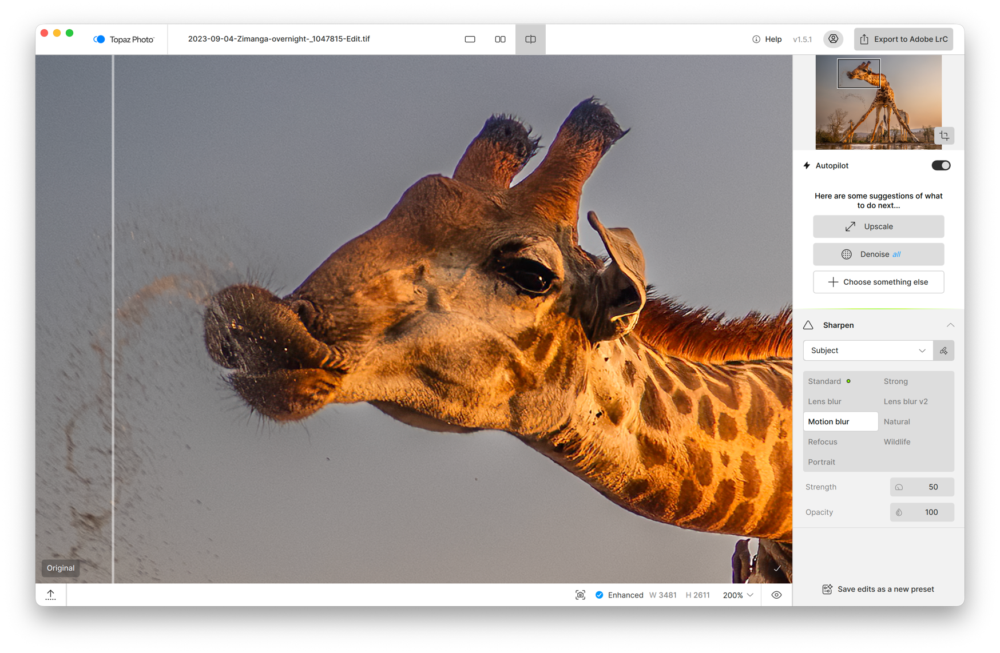 Topaz Photo
2023-09-04-Zimanga-overnight-_1047815-Edit.tif
Help
v1.5.1
Export to Adobe LrC
Autopilot
Here are some suggestions of what
to do next...
Upscale
Denoise all
Choose something else
Sharpen
Subject
Standard
Strong
Lens blur
Lens blur v2
Motion blur
Natural
Refocus
Wildlife
Portrait
Strength
50
Opacity
100
Original
Enhanced W 3481 H 2611 200%
Save edits as a new preset